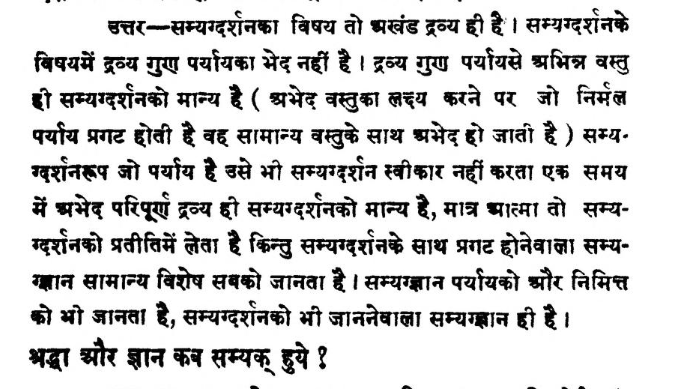 उत्तर—सम्यग्दर्शनका विषय तो अखंड द्रव्य ही है । सम्यग्दर्शनके
विषयमें द्रव्य गुण पर्यायका भेद नहीं है । द्रव्य गुण पर्यायसे अभिन्न वस्तु
ही सम्यग्दर्शनको मान्य है ( अभेद वस्तुका लक्ष्य करने पर जो निर्मल
पर्याय प्रगट होती है वह सामान्य वस्तुके साथ अभेद हो जाती है ) सम्य-
ग्दर्शनरूप जो पर्याय है उसे भी सम्यग्दर्शन स्वीकार नहीं करता एक समय
में अभेद परिपूर्ण द्रव्य ही सम्यग्दर्शनको मान्य है, मात्र आत्मा तो सम्य-
ग्दर्शनको प्रतीतिमें लेता है किन्तु सम्यग्दर्शनके साथ प्रगट होनेवाला सम्य-
ग्ज्ञान सामान्य विशेष सबको जानता है । सम्यग्ज्ञान पर्यायको और निमित्त
को भी जानता है, सम्यग्दर्शनको भी जाननेवाला सम्यग्ज्ञान ही है ।
श्रद्धा और ज्ञान कब सम्यक् हुये ?